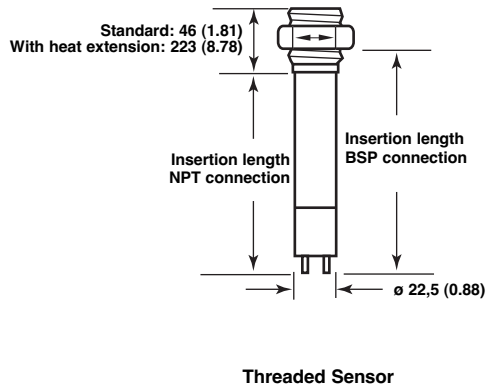 Standard: 46 (1.81)
With heat extension: 223 (8.78)
Insertion length
BSP connection
Insertion length
NPT connection
ø 22,5 (0.88)
Threaded Sensor